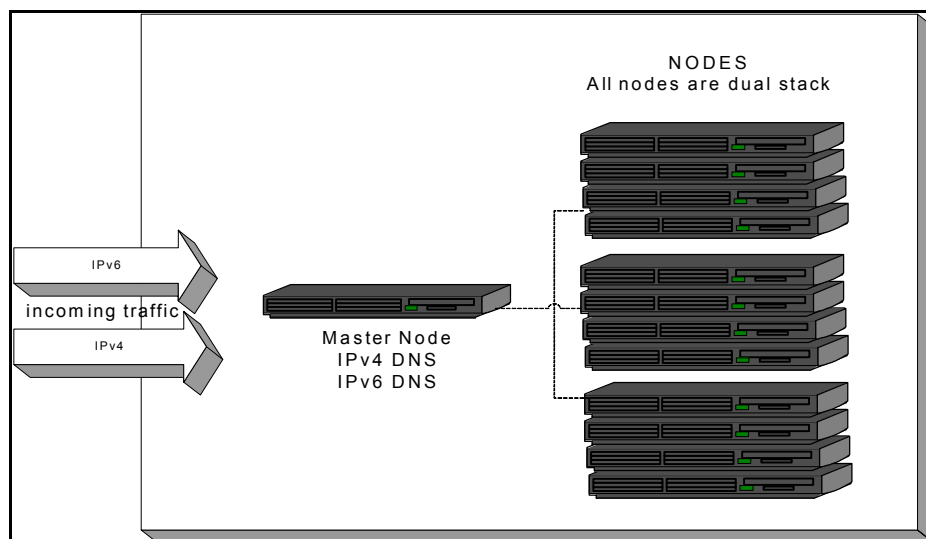 NODES
All nodes are dual stack
IPv6
incoming traffic
IPv4
Master Node
IPv4 DNS
IPv6 DNS